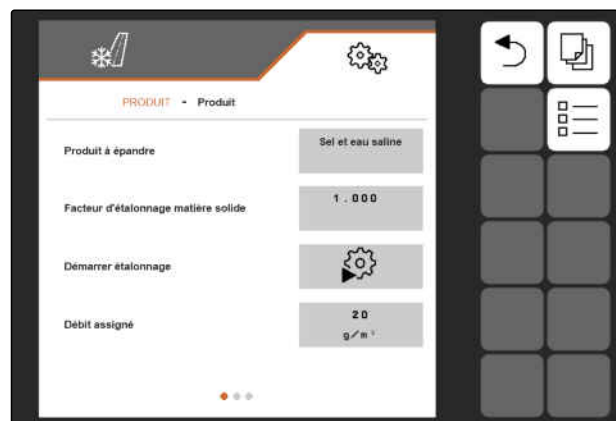 PRODUIT - Produit
Produit à épandre
Sel et eau saline
Facteur d'étalonnage matière solide
1.000
Démarrer étalonnage
Débit assigné
20
g/m²